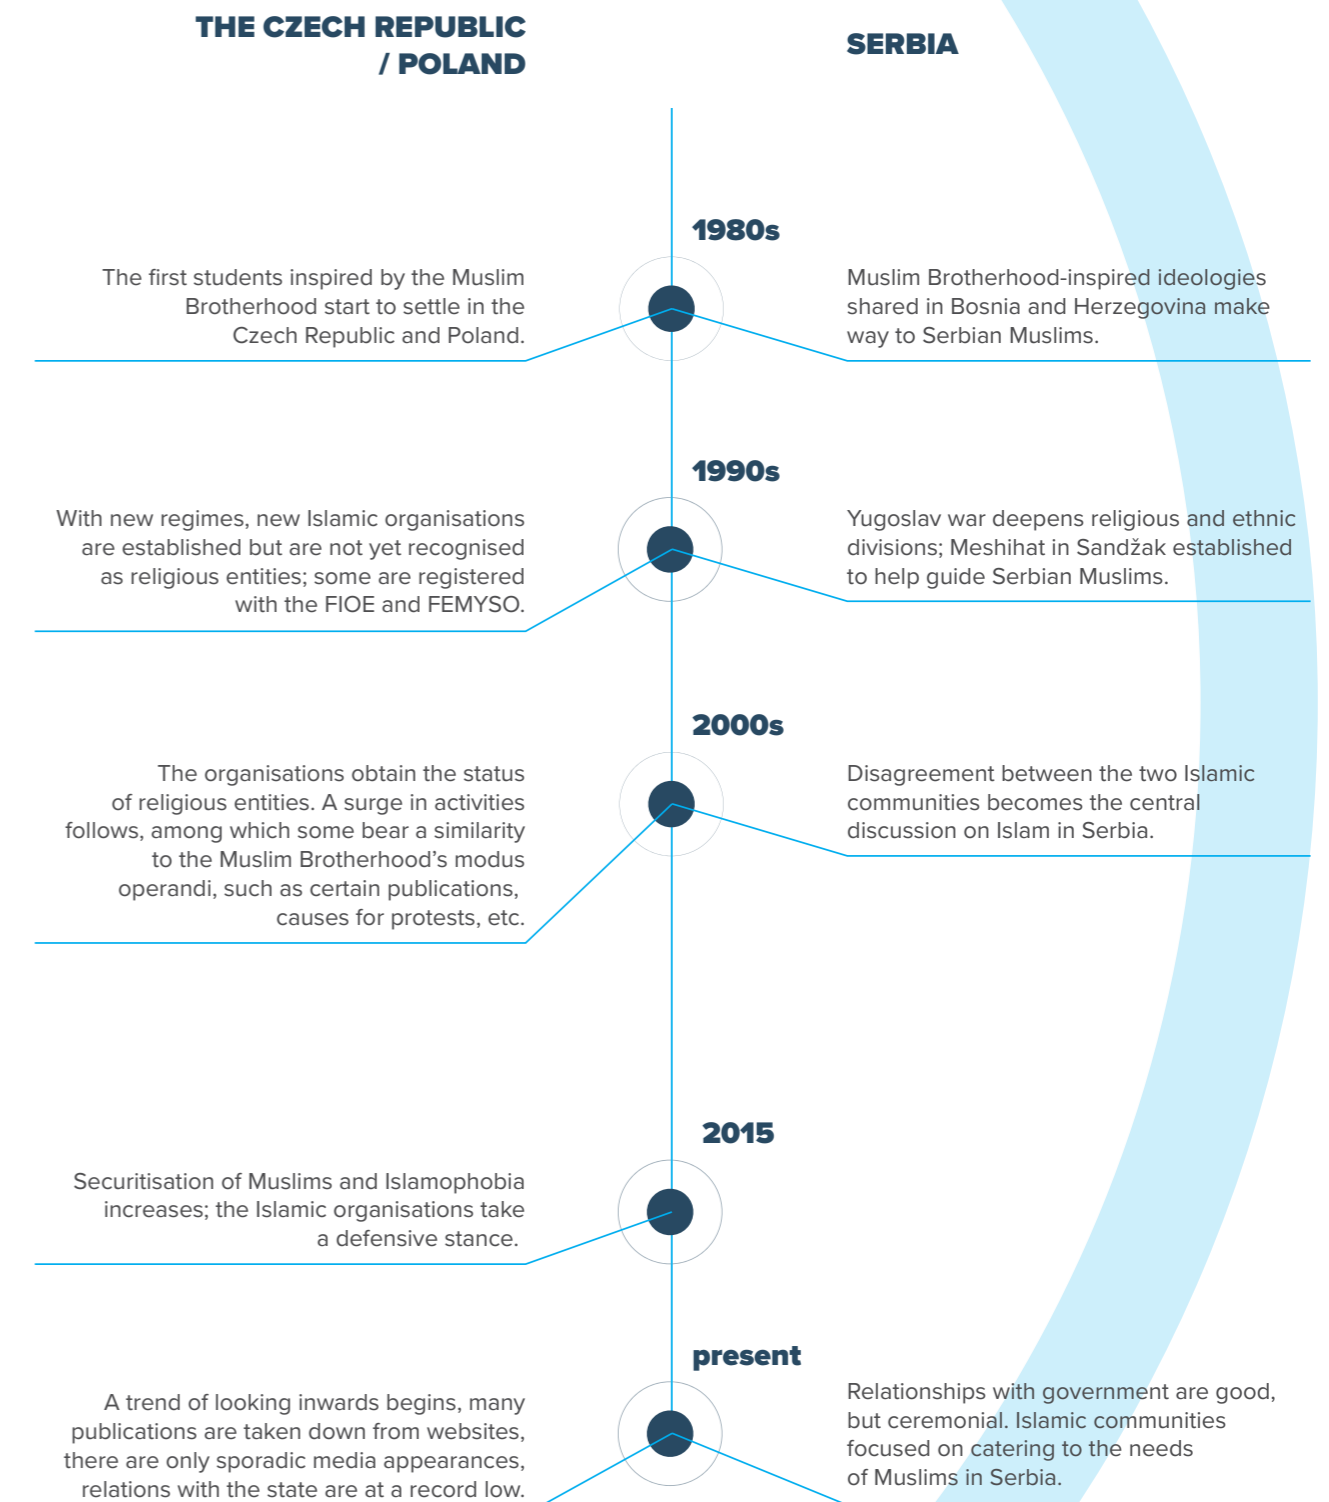 THE CZECH REPUBLIC
/ POLAND
SERBIA
1980s
The first students inspired by the Muslim
Brotherhood start to settle in the
Czech Republic and Poland.
Muslim Brotherhood-inspired ideologies
shared in Bosnia and Herzegovina make
way to Serbian Muslims.
1990s
With new regimes, new Islamic organisations
are established but are not yet recognised
as religious entities; some are registered
with the FIOE and FEMYSO.
Yugoslav war deepens religious and ethnic
divisions; Meshihat in Sandžak established
to help guide Serbian Muslims.
2000s
The organisations obtain the status
of religious entities. A surge in activities
follows, among which some bear a similarity
to the Muslim Brotherhood’s modus
operandi, such as certain publications,
causes for protests, etc.
Disagreement between the two Islamic
communities becomes the central
discussion on Islam in Serbia.
2015
Securitisation of Muslims and Islamophobia
increases; the Islamic organisations take
a defensive stance.
present
A trend of looking inwards begins, many
publications are taken down from websites,
there are only sporadic media appearances,
relations with the state are at a record low.
Relationships with government are good,
but ceremonial. Islamic communities
focused on catering to the needs
of Muslims in Serbia.